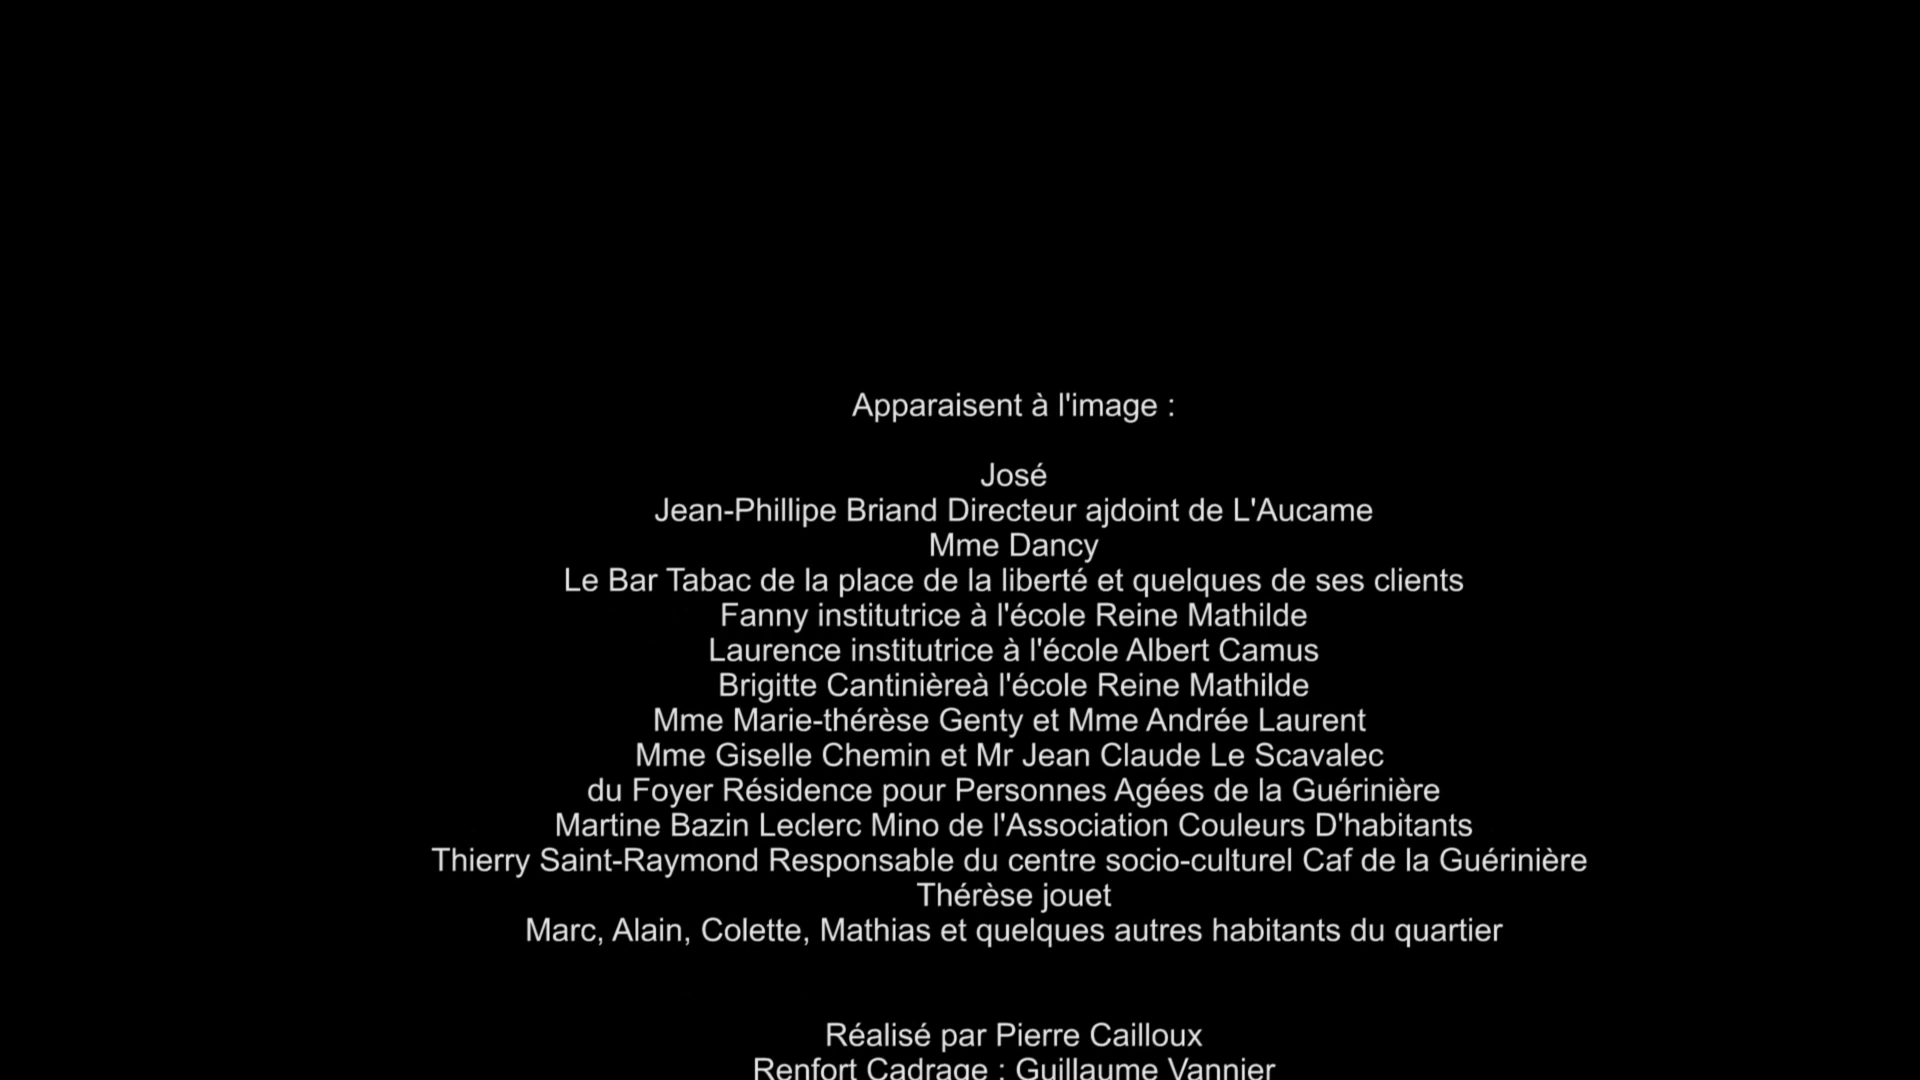 Apparaisent à l'image :
José
Jean-Phillipe Briand Directeur ajdoint de L'Aucame
Mme Dancy
Le Bar Tabac de la place de la liberté et quelques de ses clients
Fanny institutrice à l'école Reine Mathilde
Laurence institutrice à l'école Albert Camus
Brigitte Cantinièreà l'école Reine Mathilde
Mme Marie-thérèse Genty et Mme Andrée Laurent
Mme Giselle Chemin et Mr Jean Claude Le Scavalec
du Foyer Résidence pour Personnes Agées de la Guérinière
Martine Bazin Leclerc Mino de l'Association Couleurs D'habitants
Thierry Saint-Raymond Responsable du centre socio-culturel Caf de la Guérinière
Thérèse jouet
Marc, Alain, Colette, Mathias et quelques autres habitants du quartier
Réalisé par Pierre Cailloux
Renfort Cadrage : Guillaume Vannier